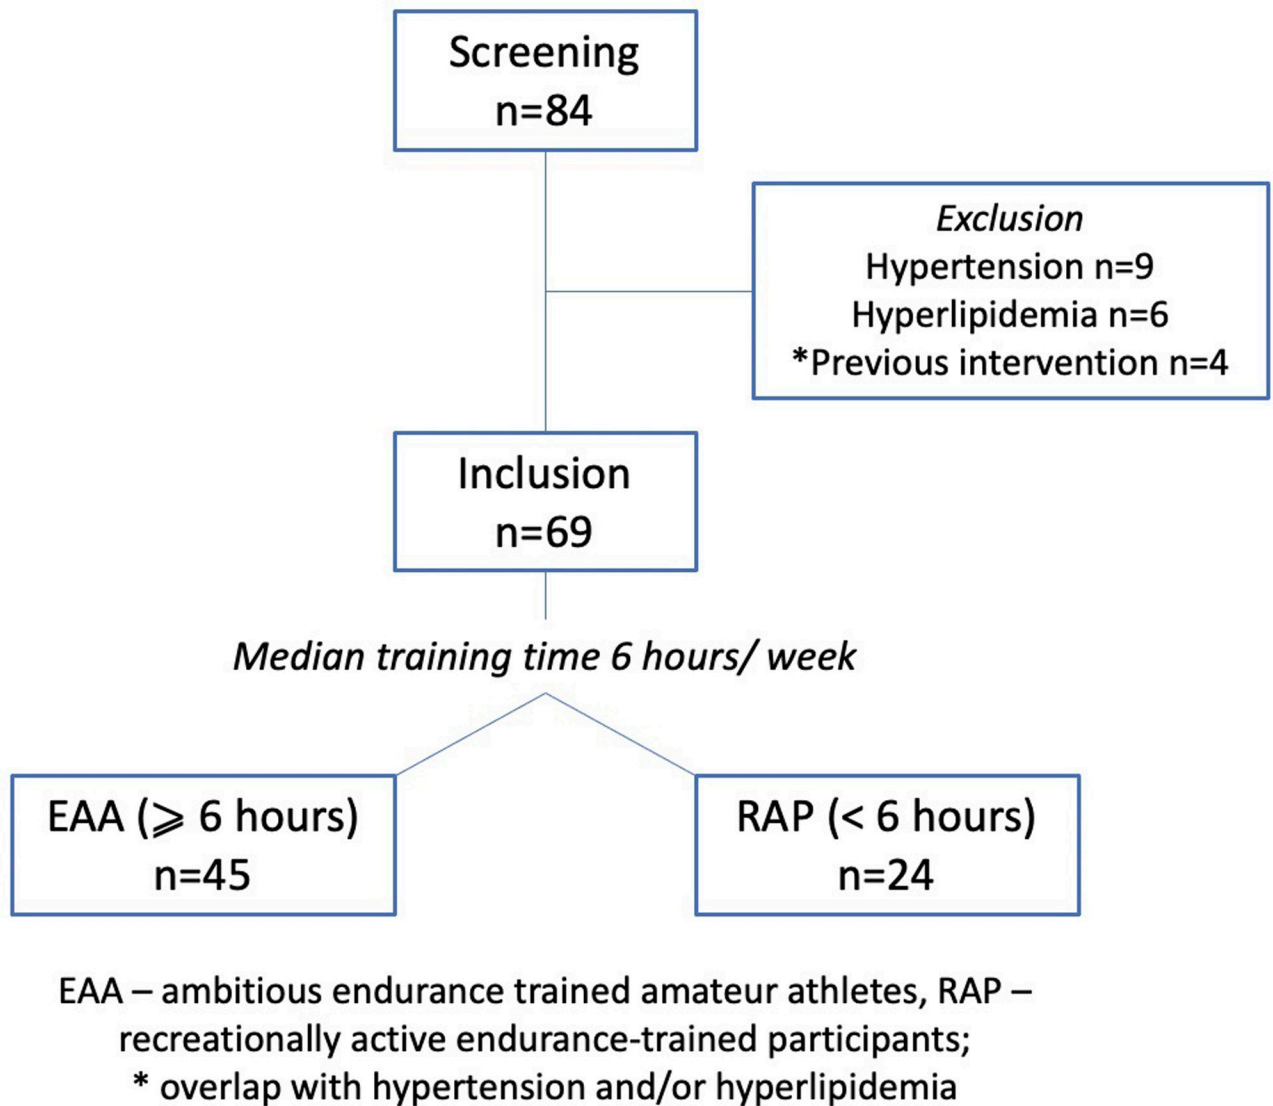 Screening
n=84
Exclusion
Hypertension n=9
Hyperlipidemia n=6
*Previous intervention n=4
Inclusion
n=69
Median training time 6 hours/ week
EAA (⩾ 6 hours)
n=45
RAP (< 6 hours)
n=24
EAA – ambitious endurance trained amateur athletes, RAP –
recreationally active endurance-trained participants;
* overlap with hypertension and/or hyperlipidemia